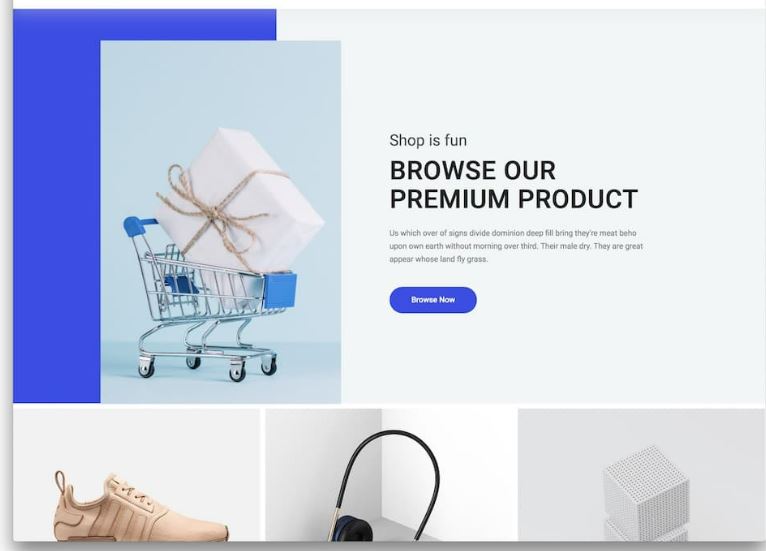 Shop is fun
BROWSE OUR
PREMIUM PRODUCT
Us which over of signs divide dominion deep fill bring they're meat beho
upon own earth without morning over third. Their male dry. They are great
appear whose land fly grass.
Browse Now